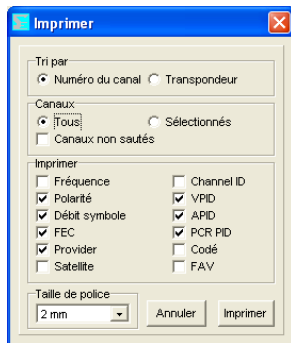 Imprimer
Tri par
Numéro du canal Transpondeur
Canaux
Tous Sélectionnés
Canaux non sautés
Imprimer
Fréquence Channel ID
Polarité VPID
Débit symbole APID
FEC PCR PID
Provider Codé
Satellite FAV
Taille de police
2 mm Annuler Imprimer